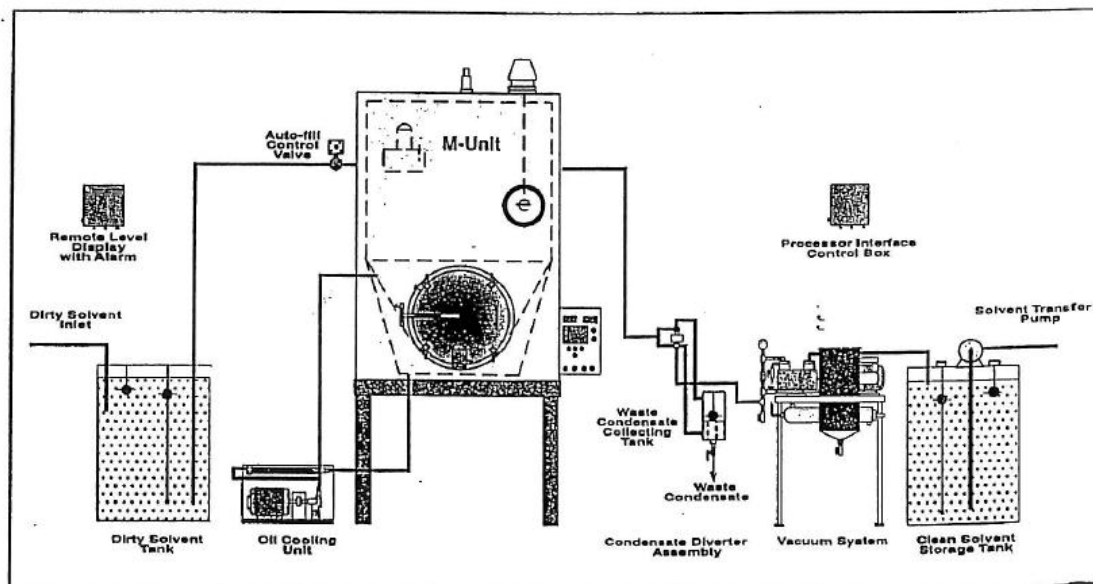 Auto-fill
Control
Valve
M-Unit
e
Remote Level
Display
with Alarm
Processor Interface
Control Box
Dirty Solvent
Inlet
Solvent Transfer
Pump
Waste
Condensate
Collecting
Tank
Waste
Condensate
Dirty Solvent
Tank
Oil Cooling
Unit
Condensate Diverter
Assembly
Vacuum System
Clean Solvent
Storage Tank